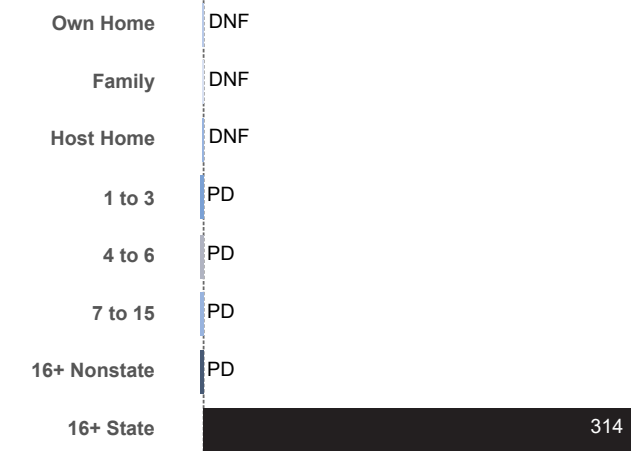 Own Home DNF
Family DNF
Host Home DNF
1 to 3 PD
4 to 6 PD
7 to 15 PD
16+ Nonstate PD
16+ State 314